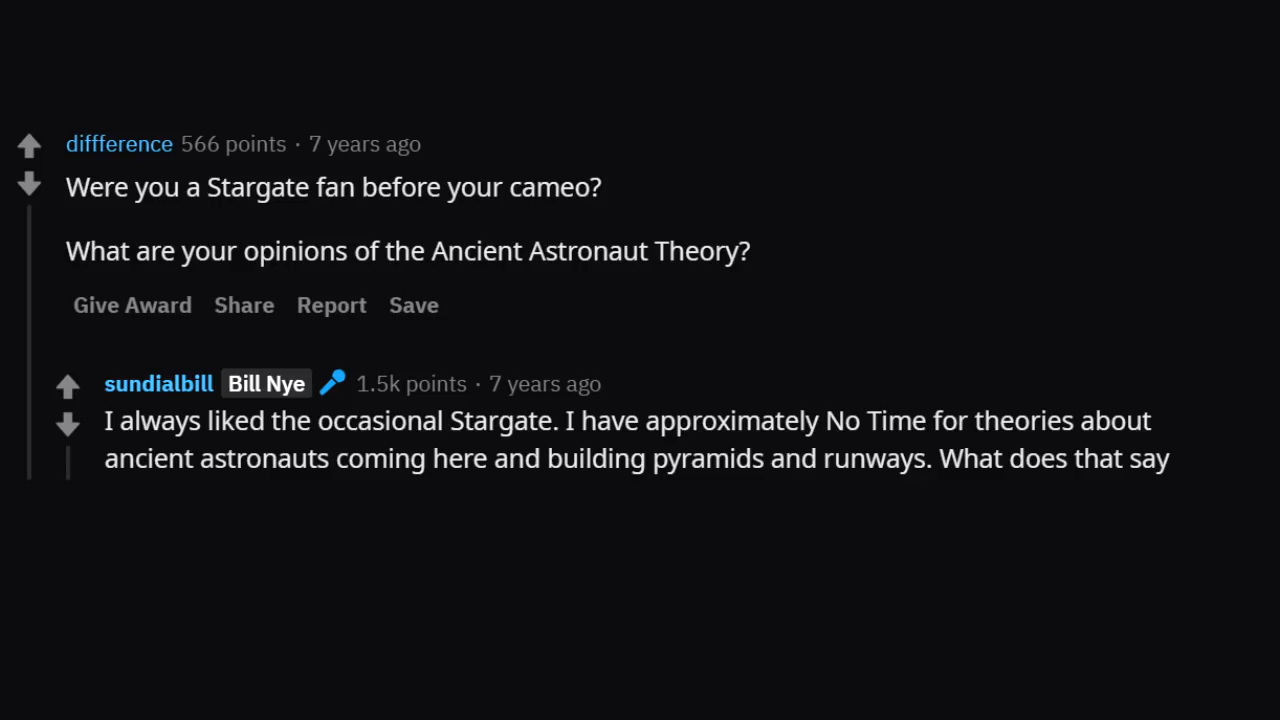 diffference 566 points · 7 years ago
Were you a Stargate fan before your cameo?
What are your opinions of the Ancient Astronaut Theory?
Give Award Share Report Save
sundialbill Bill Nye 1.5k points · 7 years ago
I always liked the occasional Stargate. I have approximately No Time for theories about
ancient astronauts coming here and building pyramids and runways. What does that say